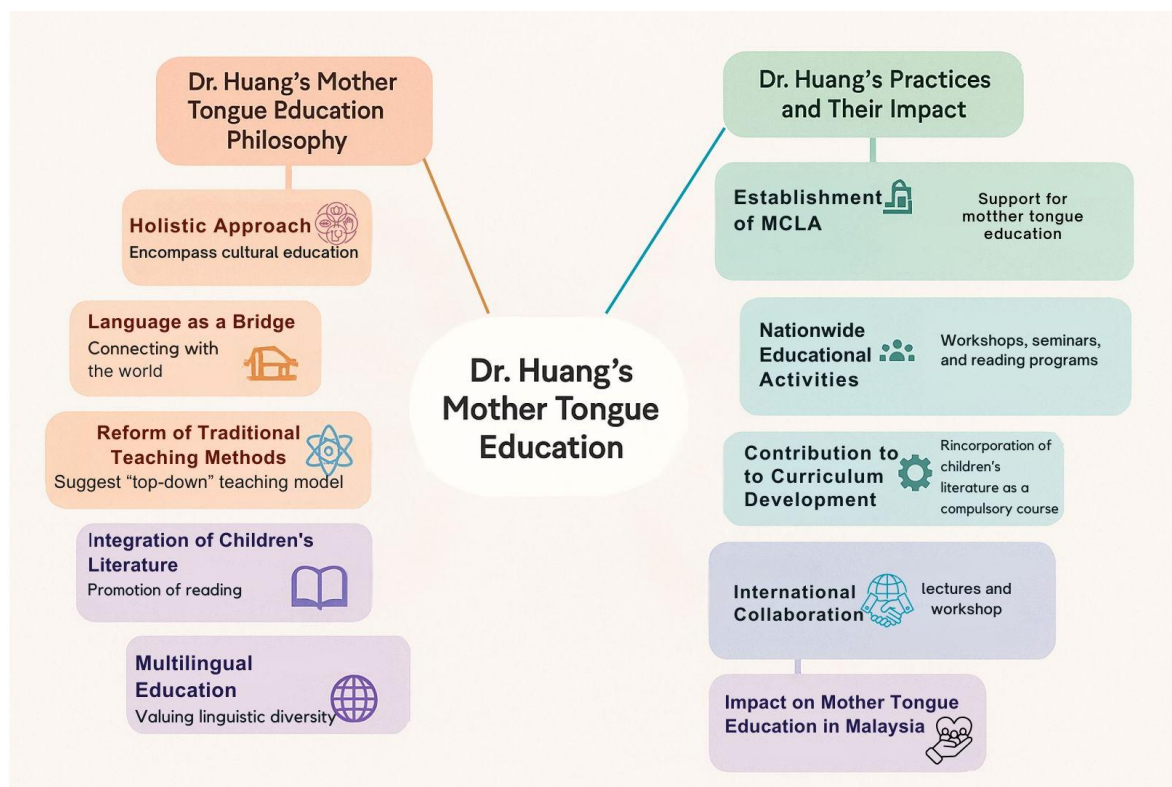 Dr. Huang's Mother
Tongue Education
Philosophy
Holistic Approach
Encompass cultural education
Language as a Bridge
Connecting with
the world
Reform of Traditional
Teaching Methods
Suggest "top-down" teaching model
Integration of Children's
Literature
Promotion of reading
Multilingual
Education
Valuing linguistic diversity
Dr. Huang's
Mother Tongue
Education
Dr. Huang's Practices
and Their Impact
Establishment
of MCLA
Support for
motther tongue
education
Nationwide
Educational
Activities
Workshops, seminars,
and reading programs
Contribution to
to Curriculum
Development
Rincorporation of
children's
literature as a
compulsory course
International
Collaboration
lectures and
workshop
Impact on Mother Tongue
Education in Malaysia